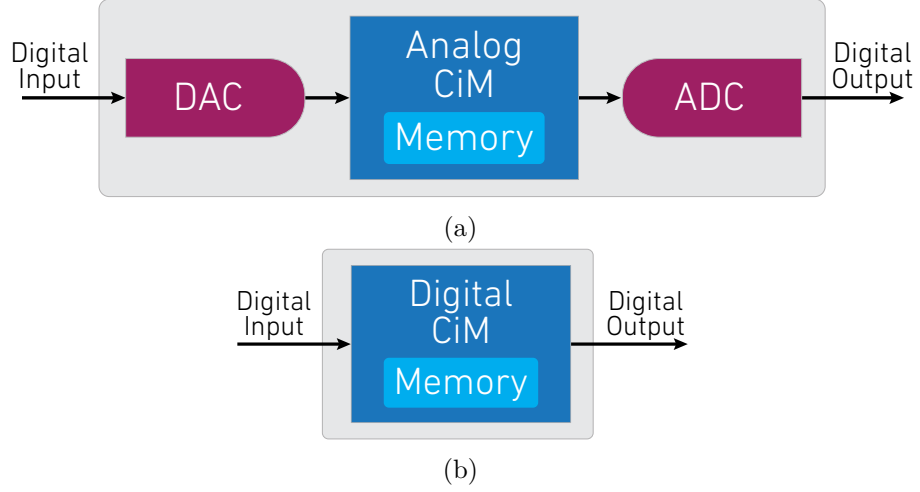 Digital
Input
DAC
Analog
CiM
Memory
ADC
Digital
Output
(a)
Digital
Input
Digital
CiM
Memory
Digital
Output
(b)